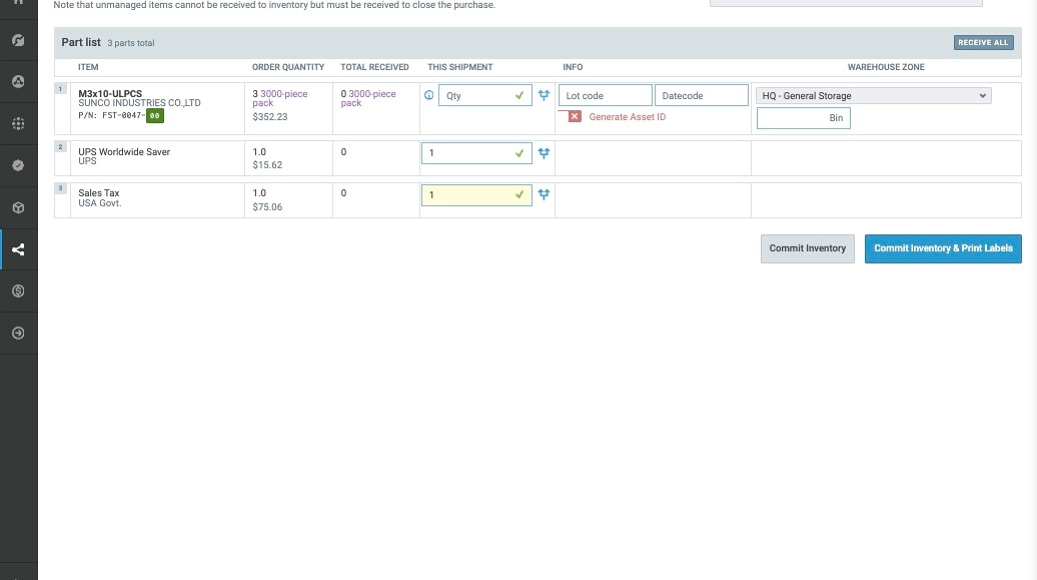 Note that unmanaged items cannot be received to inventory but must be received to close the purchase.
Part list 3 parts total
RECEIVE ALL
ITEM ORDER QUANTITY TOTAL RECEIVED THIS SHIPMENT INFO WAREHOUSE ZONE
1
M3x10-ULPCS
SUNCO INDUSTRIES CO.,LTD
P/N: FST-0047-00
3 3000-piece
pack
$352.23
0 3000-piece
pack
Qty
Lot code
Datecode
Generate Asset ID
HQ - General Storage
Bin
2
UPS Worldwide Saver
UPS
1.0
$15.62
0
1
3
Sales Tax
USA Govt.
1.0
$75.06
0
1
Commit Inventory
Commit Inventory & Print Labels